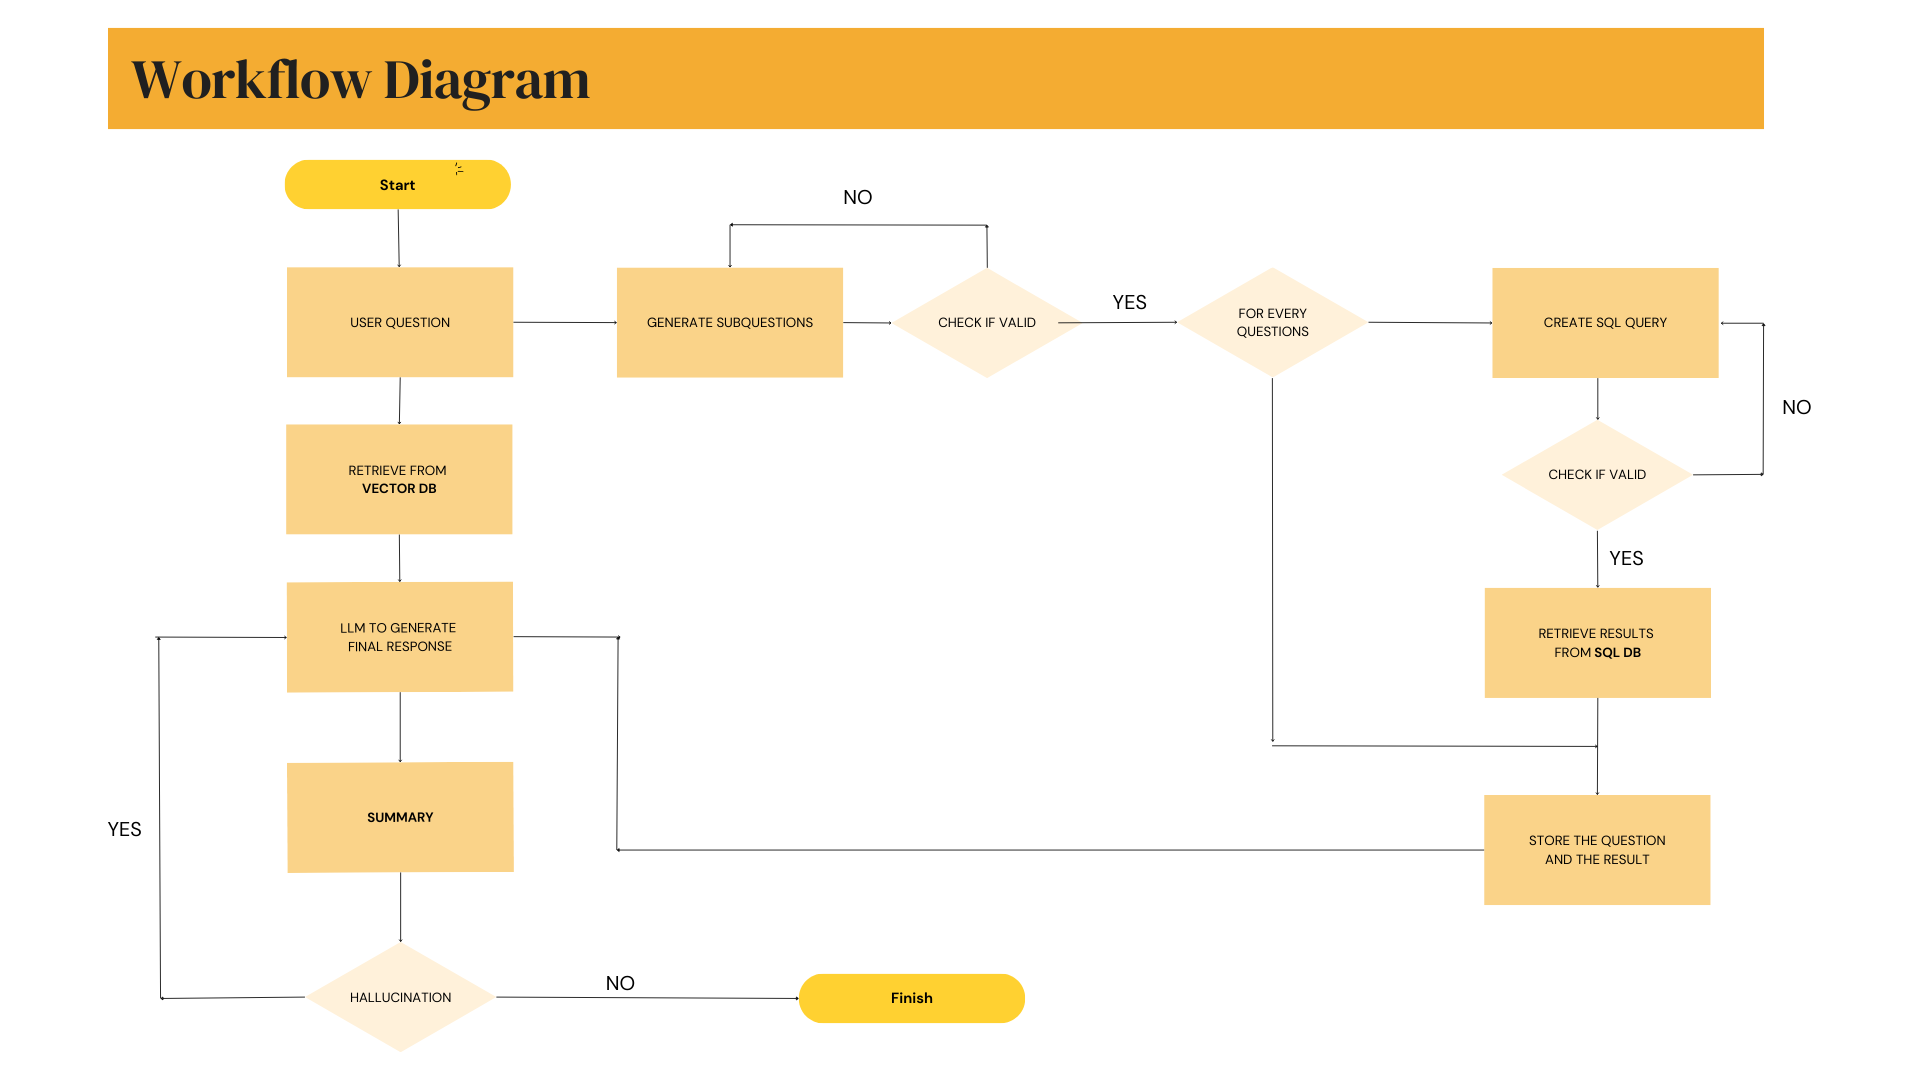 Workflow Diagram
Start
NO
USER QUESTION
GENERATE SUBQUESTIONS
CHECK IF VALID
YES
FOR EVERY
QUESTIONS
CREATE SQL QUERY
NO
RETRIEVE FROM
VECTOR DB
CHECK IF VALID
YES
LLM TO GENERATE
FINAL RESPONSE
RETRIEVE RESULTS
FROM SQL DB
YES
SUMMARY
STORE THE QUESTION
AND THE RESULT
HALLUCINATION
NO
Finish